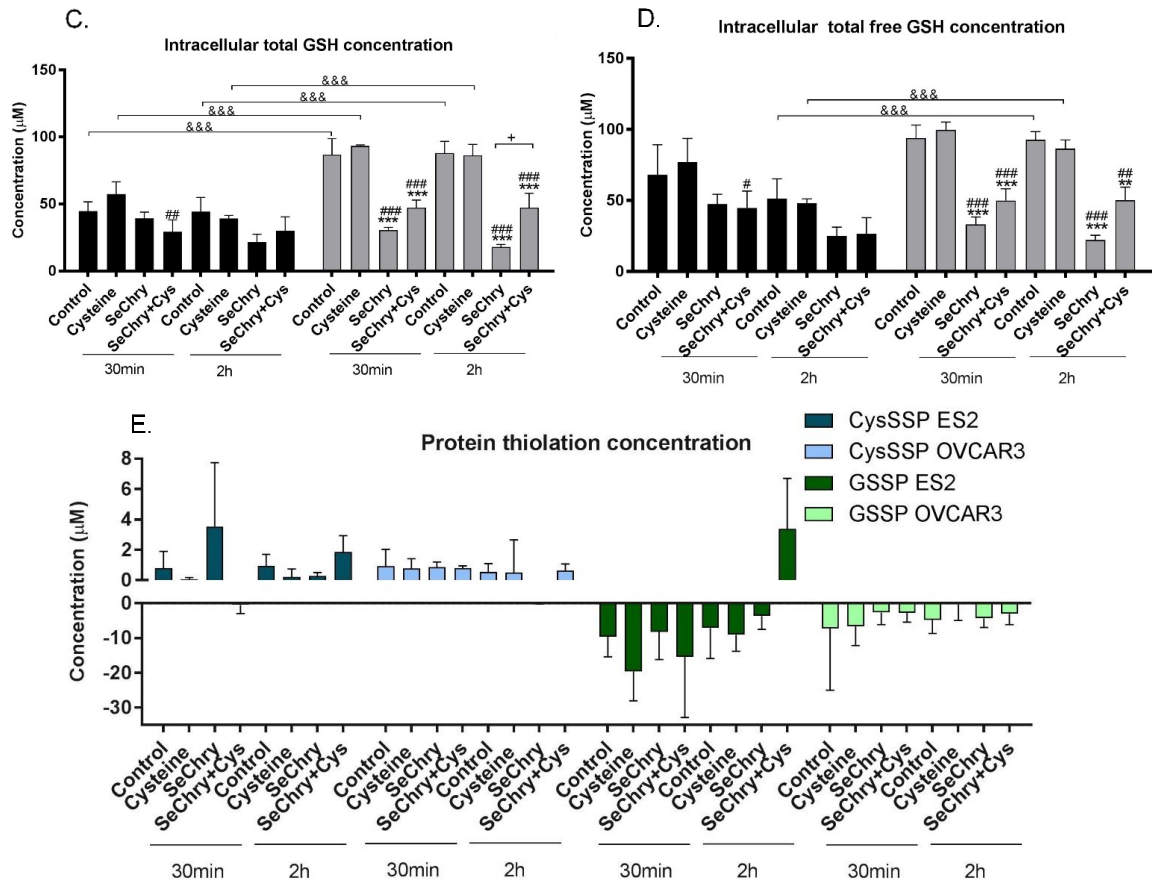 C.
Intracellular total GSH concentration
Concentration (µM)
150
100
50
0
&&&
&&&
&&&
&&&
+
##
###
***
###
***
###
***
###
***
Control
Cysteine
SeChry
SeChry+Cys
Control
Cysteine
SeChry
SeChry+Cys
Control
Cysteine
SeChry
SeChry+Cys
Control
Cysteine
SeChry
SeChry+Cys
30min
2h
30min
2h
D.
Intracellular total free GSH concentration
Concentration (µM)
150
100
50
0
&&&
&&&
#
###
***
###
***
###
***
##
**
Control
Cysteine
SeChry
SeChry+Cys
Control
Cysteine
SeChry
SeChry+Cys
Control
Cysteine
SeChry
SeChry+Cys
Control
Cysteine
SeChry
SeChry+Cys
30min
2h
30min
2h
E.
Protein thiolation concentration
CysSSP ES2
CysSSP OVCAR3
GSSP ES2
GSSP OVCAR3
Concentration (µM)
8
6
4
2
0
0
-10
-20
-30
Control
Cysteine
SeChry
SeChry+Cys
Control
Cysteine
SeChry
SeChry+Cys
Control
Cysteine
SeChry
SeChry+Cys
Control
Cysteine
SeChry
SeChry+Cys
Control
Cysteine
SeChry
SeChry+Cys
Control
Cysteine
SeChry
SeChry+Cys
Control
Cysteine
SeChry
SeChry+Cys
Control
Cysteine
SeChry
SeChry+Cys
30min
2h
30min
2h
30min
2h
30min
2h